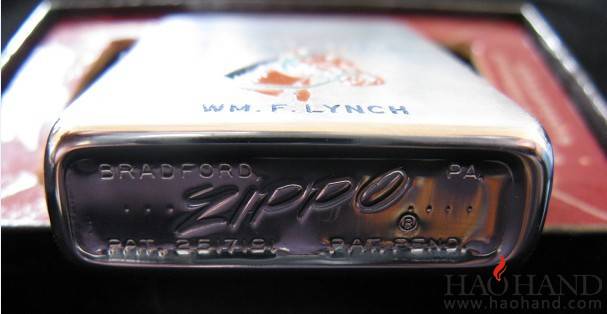 WM. F. LYNCH
BRADFORD, PA.
.... ZIPPO ® ....
PAT. 2517191 PAT. PEND.
HAOHAND
www.haohand.com